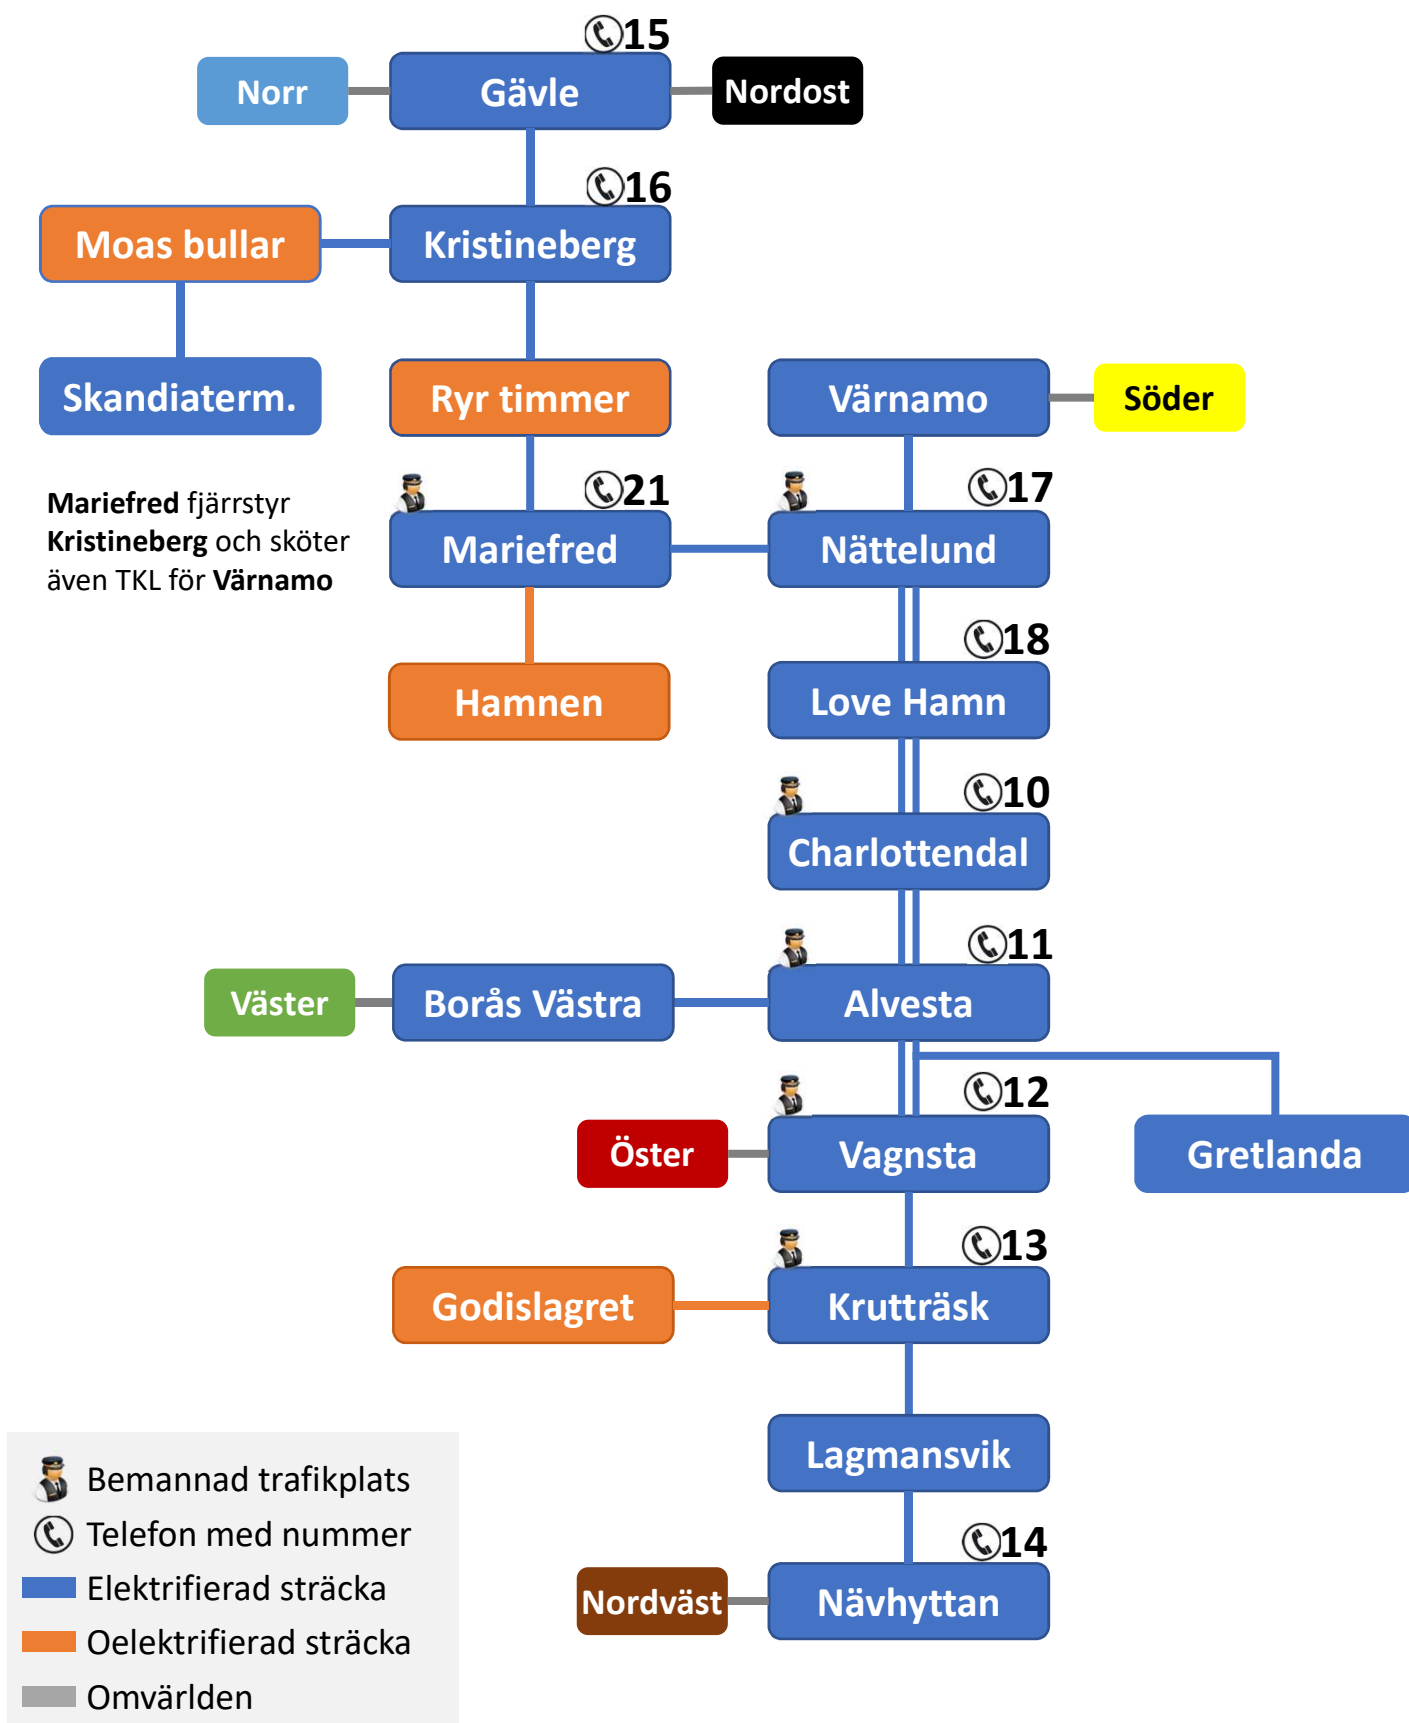 15
Norr
Gävle
Nordost
16
Moas bullar
Kristineberg
Skandiaterm.
Ryr timmer
Värnamo
Söder
Mariefred fjärrstyr
Kristineberg och sköter
även TKL för Värnamo
21
17
Mariefred
Nättelund
18
Hamnen
Love Hamn
10
Charlottendal
11
Väster
Borås Västra
Alvesta
12
Öster
Vagnsta
Gretlanda
13
Godislagret
Krutträsk
Lagmansvik
14
Nordväst
Nävhyttan
Bemannad trafikplats
Telefon med nummer
Elektrifierad sträcka
Oelektrifierad sträcka
Omvärlden